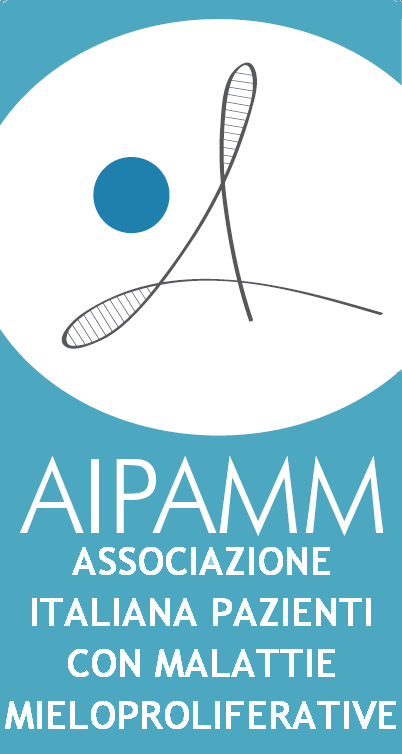 AIPAMM
ASSOCIAZIONE
ITALIANA PAZIENTI
CON MALATTIE
MIELOPROLIFERATIVE